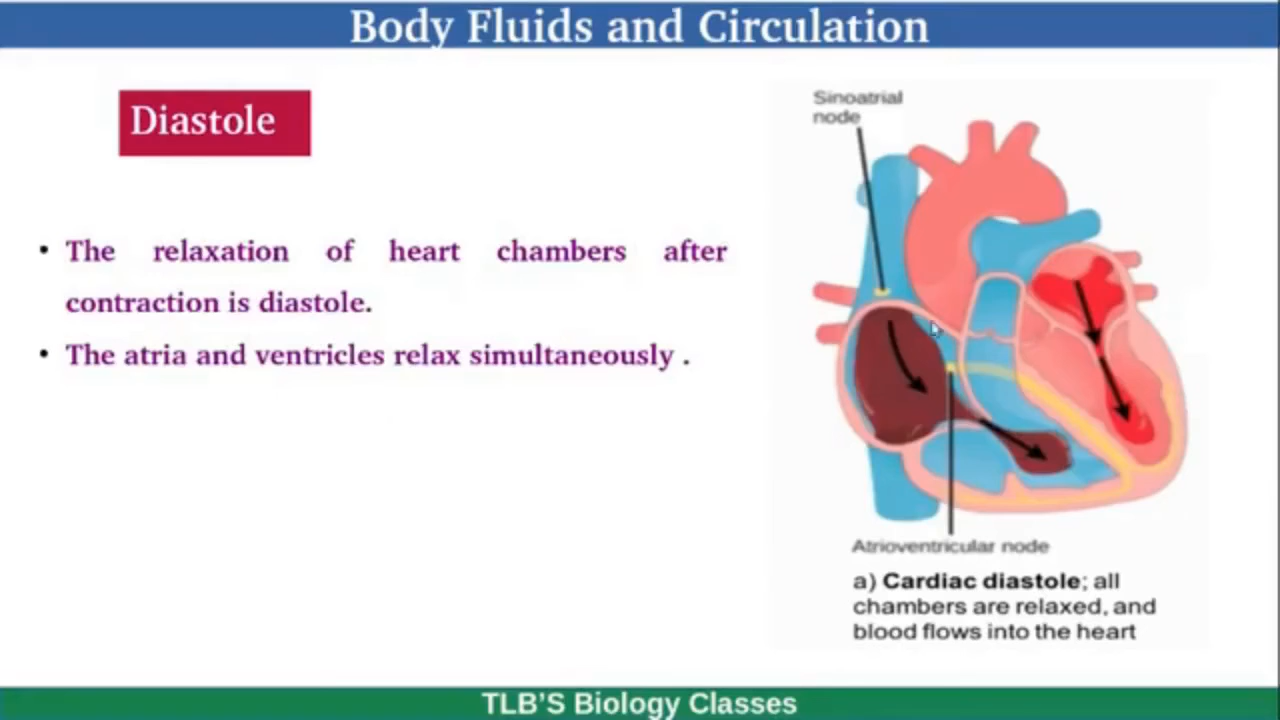 Body Fluids and Circulation
Diastole
• The relaxation of heart chambers after
contraction is diastole.
• The atria and ventricles relax simultaneously .
Sinoatrial
node
Atrioventricular node
a) Cardiac diastole; all
chambers are relaxed, and
blood flows into the heart
TLB'S Biology Classes